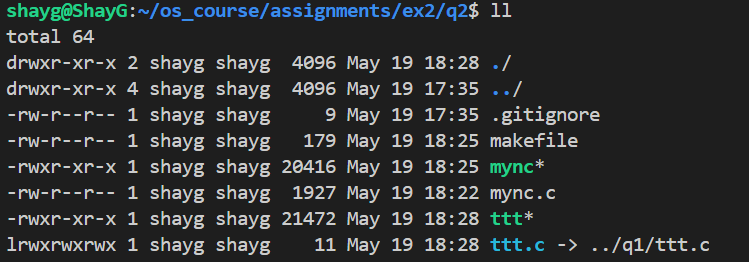 shayg@ShayG:~/os_course/assignments/ex2/q2$ ll
total 64
drwxr-xr-x 2 shayg shayg  4096 May 19 18:28 ./
drwxr-xr-x 4 shayg shayg  4096 May 19 17:35 ../
-rw-r--r-- 1 shayg shayg     9 May 19 17:35 .gitignore
-rw-r--r-- 1 shayg shayg   179 May 19 18:25 makefile
-rwxr-xr-x 1 shayg shayg 20416 May 19 18:25 mync*
-rw-r--r-- 1 shayg shayg  1927 May 19 18:22 mync.c
-rwxr-xr-x 1 shayg shayg 21472 May 19 18:28 ttt*
lrwxrwxrwx 1 shayg shayg    11 May 19 18:28 ttt.c -> ../q1/ttt.c